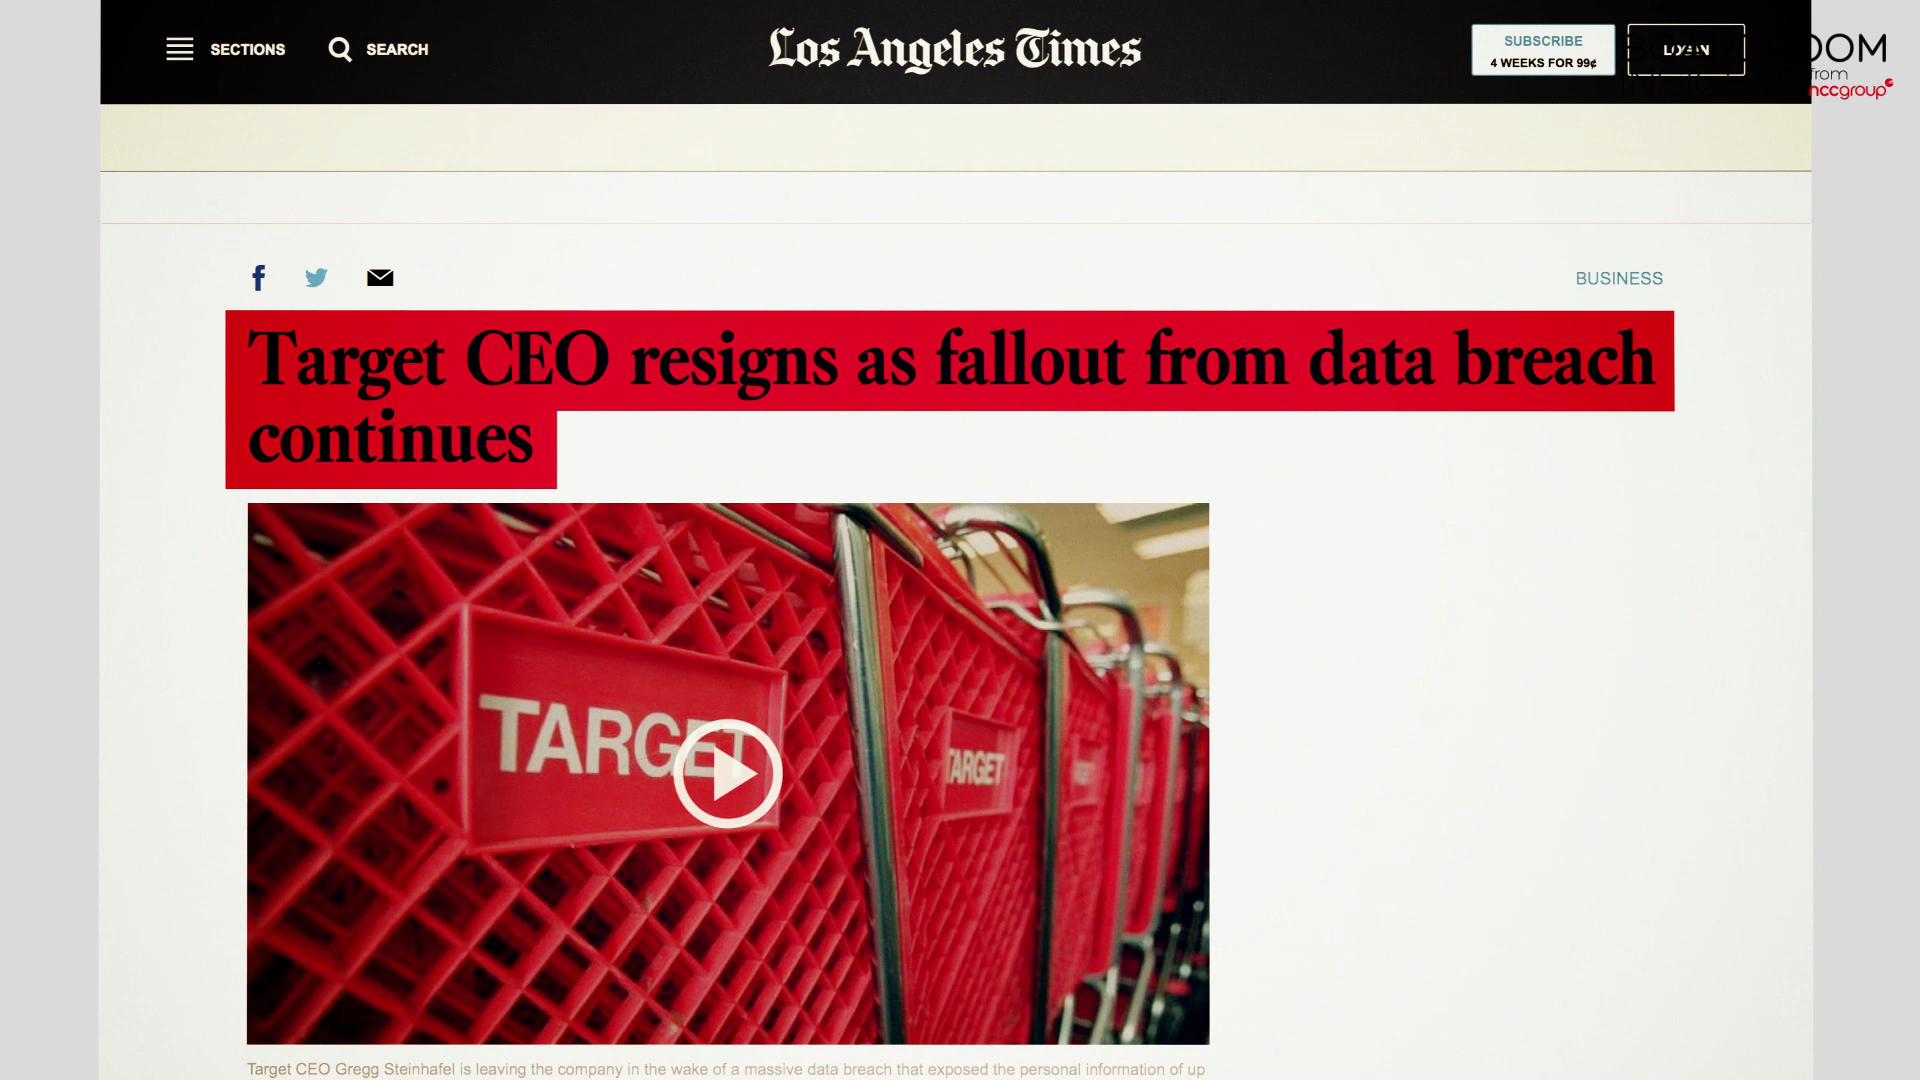 SECTIONS
SEARCH
Los Angeles Times
SUBSCRIBE
4 WEEKS FOR 99¢
OOM
from
nccgroup
BUSINESS
Target CEO resigns as fallout from data breach
continues
TARGET
TARGET
Target CEO Gregg Steinhafel is leaving the company in the wake of a massive data breach that exposed the personal information of up